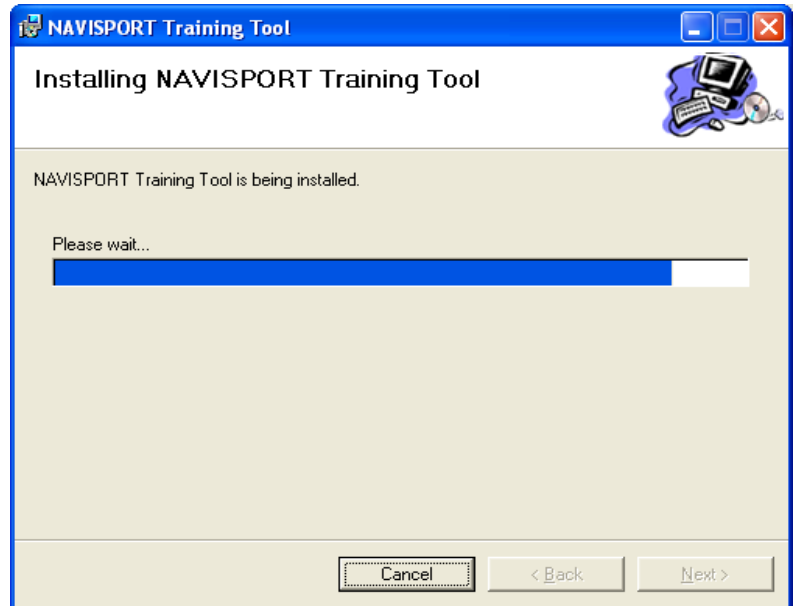 NAVISPORT Training Tool
Installing NAVISPORT Training Tool
NAVISPORT Training Tool is being installed.
Please wait...
Cancel
< Back
Next >